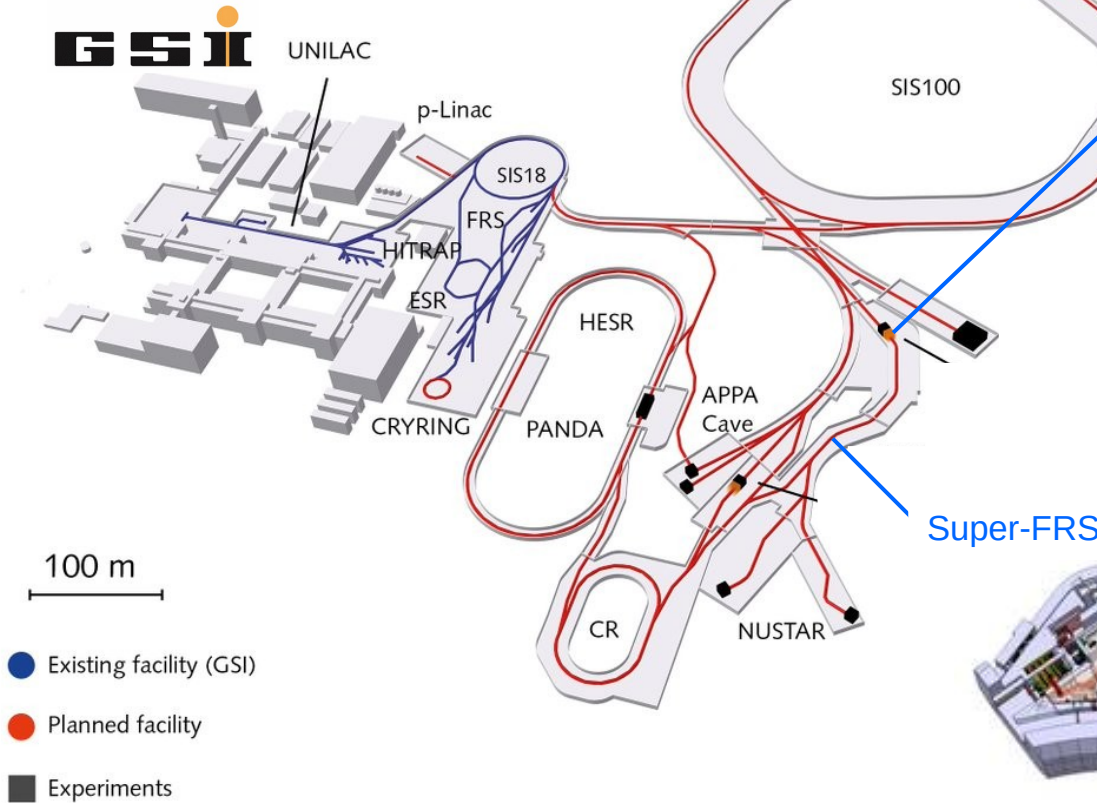 GSI
UNILAC
p-Linac
SIS100
SIS18
FRS
HITRAP
ESR
HESR
CRYRING
PANDA
APPA
Cave
Super-FRS
100 m
CR
NUSTAR
Existing facility (GSI)
Planned facility
Experiments